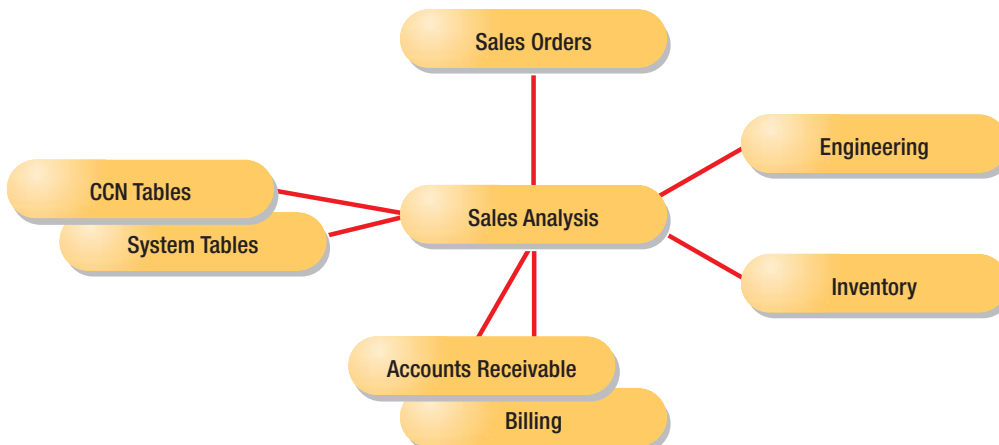 Sales Orders
Engineering
CCN Tables
Sales Analysis
System Tables
Inventory
Accounts Receivable
Billing